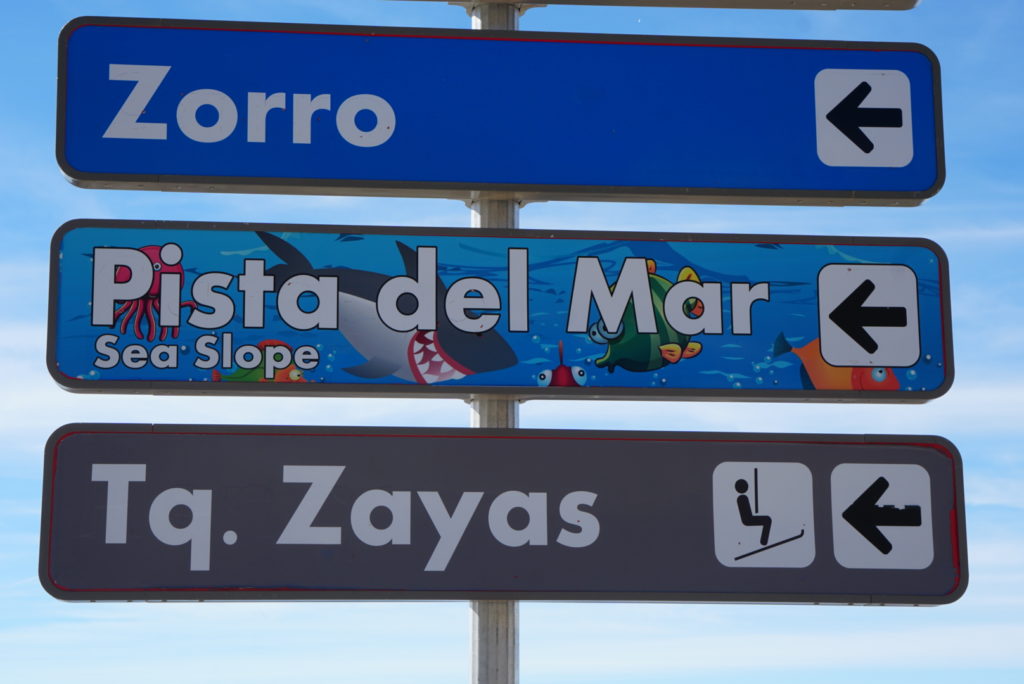 Zorro
Pista del Mar
Sea Slope
Tq. Zayas